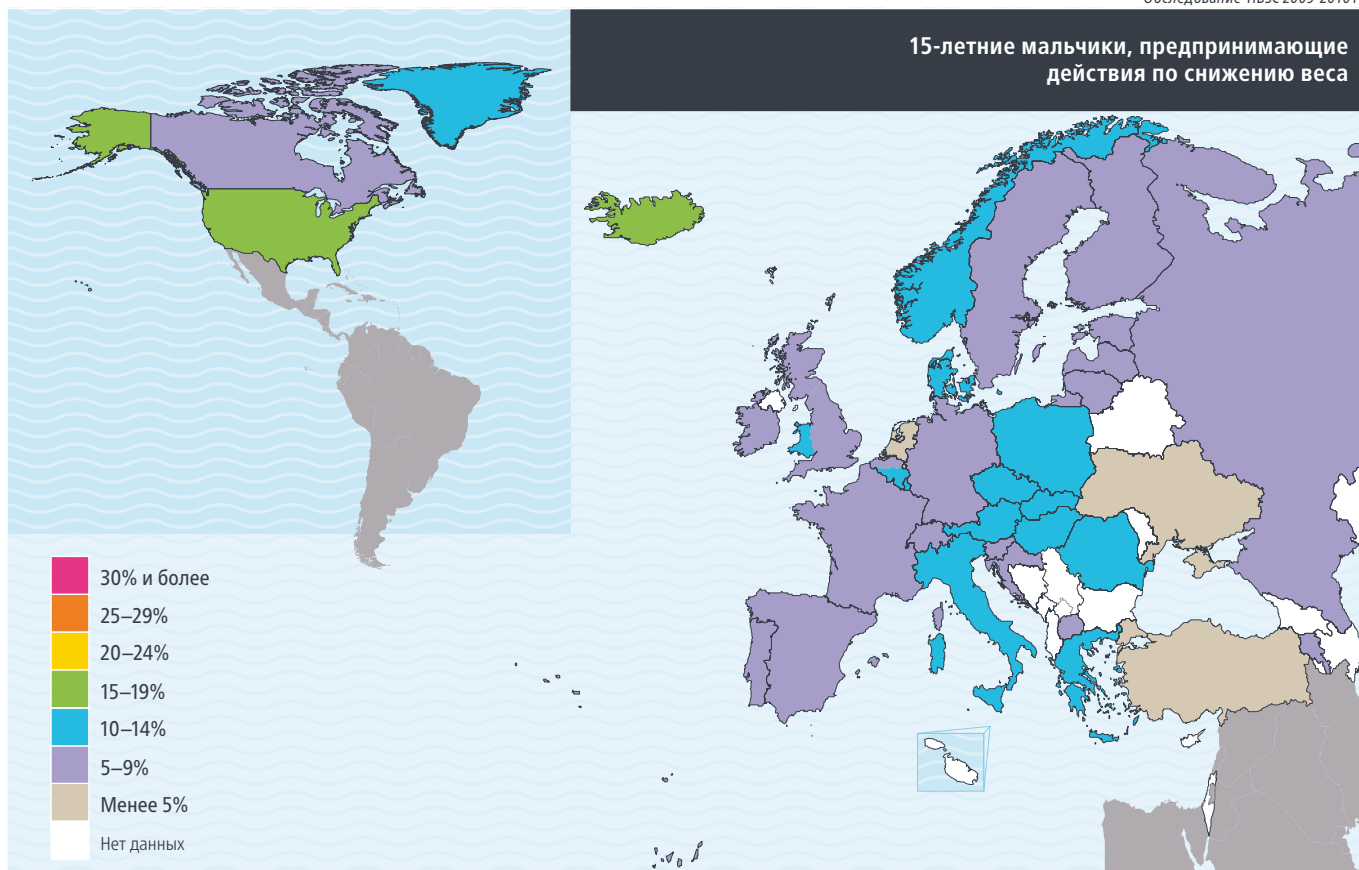 15-летние мальчики, предпринимающие
действия по снижению веса
30% и более
25–29%
20–24%
15–19%
10–14%
5–9%
Менее 5%
Нет данных